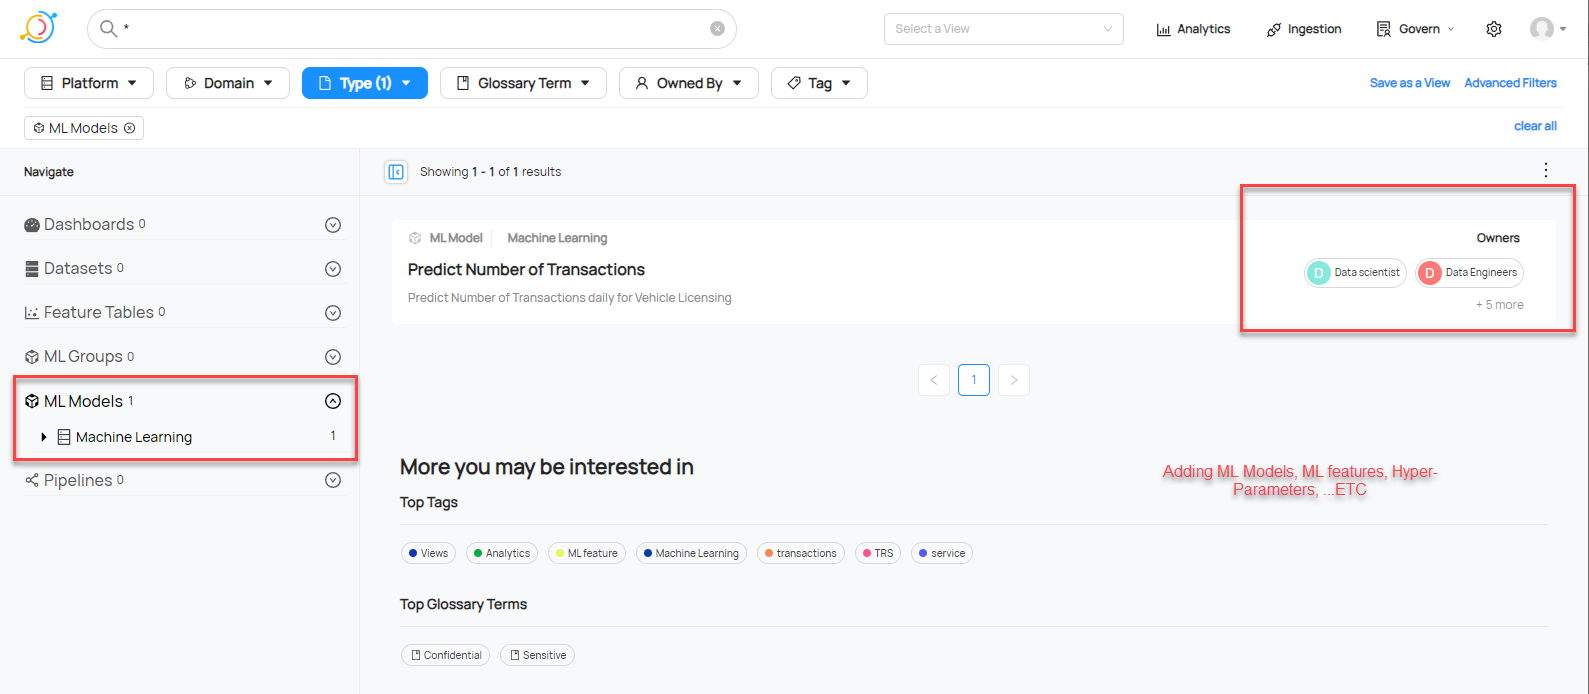 *
Select a View
Analytics
Ingestion
Govern
Platform
Domain
Type (1)
Glossary Term
Owned By
Tag
Save as a View
Advanced Filters
ML Models
clear all
Navigate
Showing 1 - 1 of 1 results
Dashboards 0
Datasets 0
Feature Tables 0
ML Groups 0
ML Models 1
Machine Learning 1
Pipelines 0
ML Model
Machine Learning
Predict Number of Transactions
Predict Number of Transactions daily for Vehicle Licensing
Owners
D Data scientist
D Data Engineers
+ 5 more
< 1 >
More you may be interested in
Adding ML Models, ML features, Hyper-
Parameters, ...ETC
Top Tags
Views
Analytics
ML feature
Machine Learning
transactions
TRS
service
Top Glossary Terms
Confidential
Sensitive